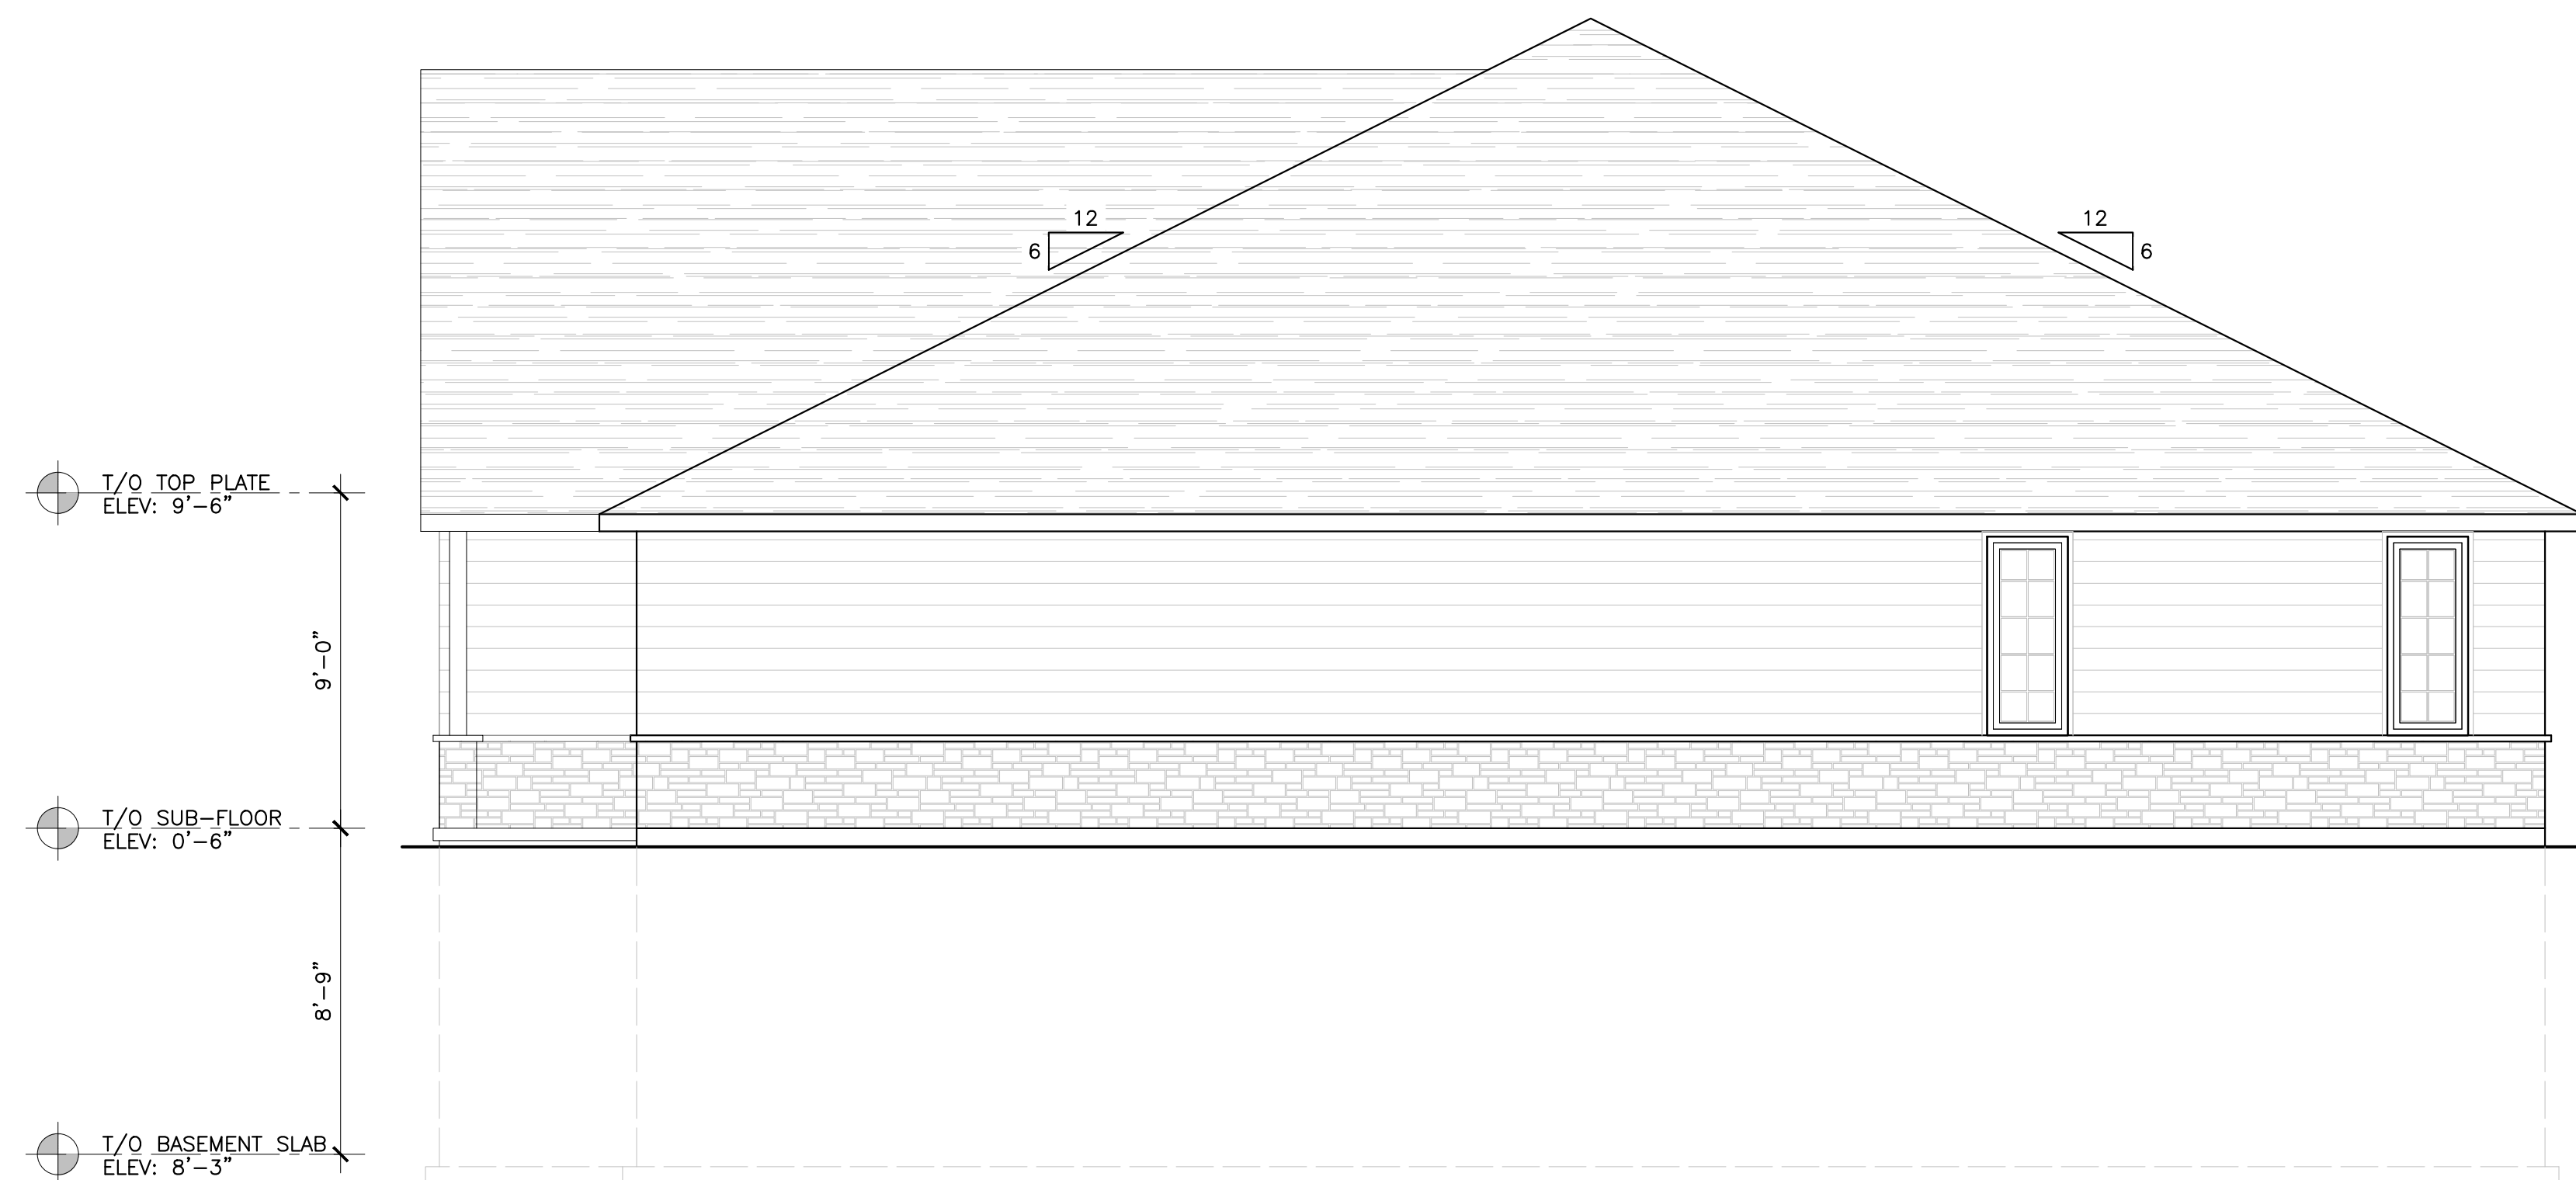 12
6
12
6
T/O TOP PLATE
ELEV: 9'-6"
9'-0"
T/O SUB-FLOOR
ELEV: 0'-6"
8'-9"
T/O BASEMENT SLAB
ELEV: 8'-3"